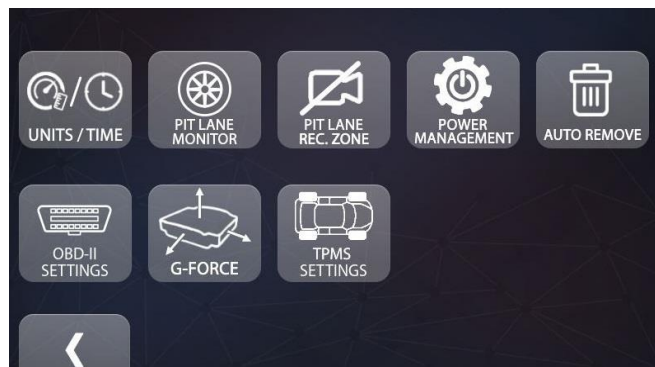 UNITS / TIME
PIT LANE
MONITOR
PIT LANE
REC. ZONE
POWER
MANAGEMENT
AUTO REMOVE
OBD-II
SETTINGS
G-FORCE
TPMS
SETTINGS